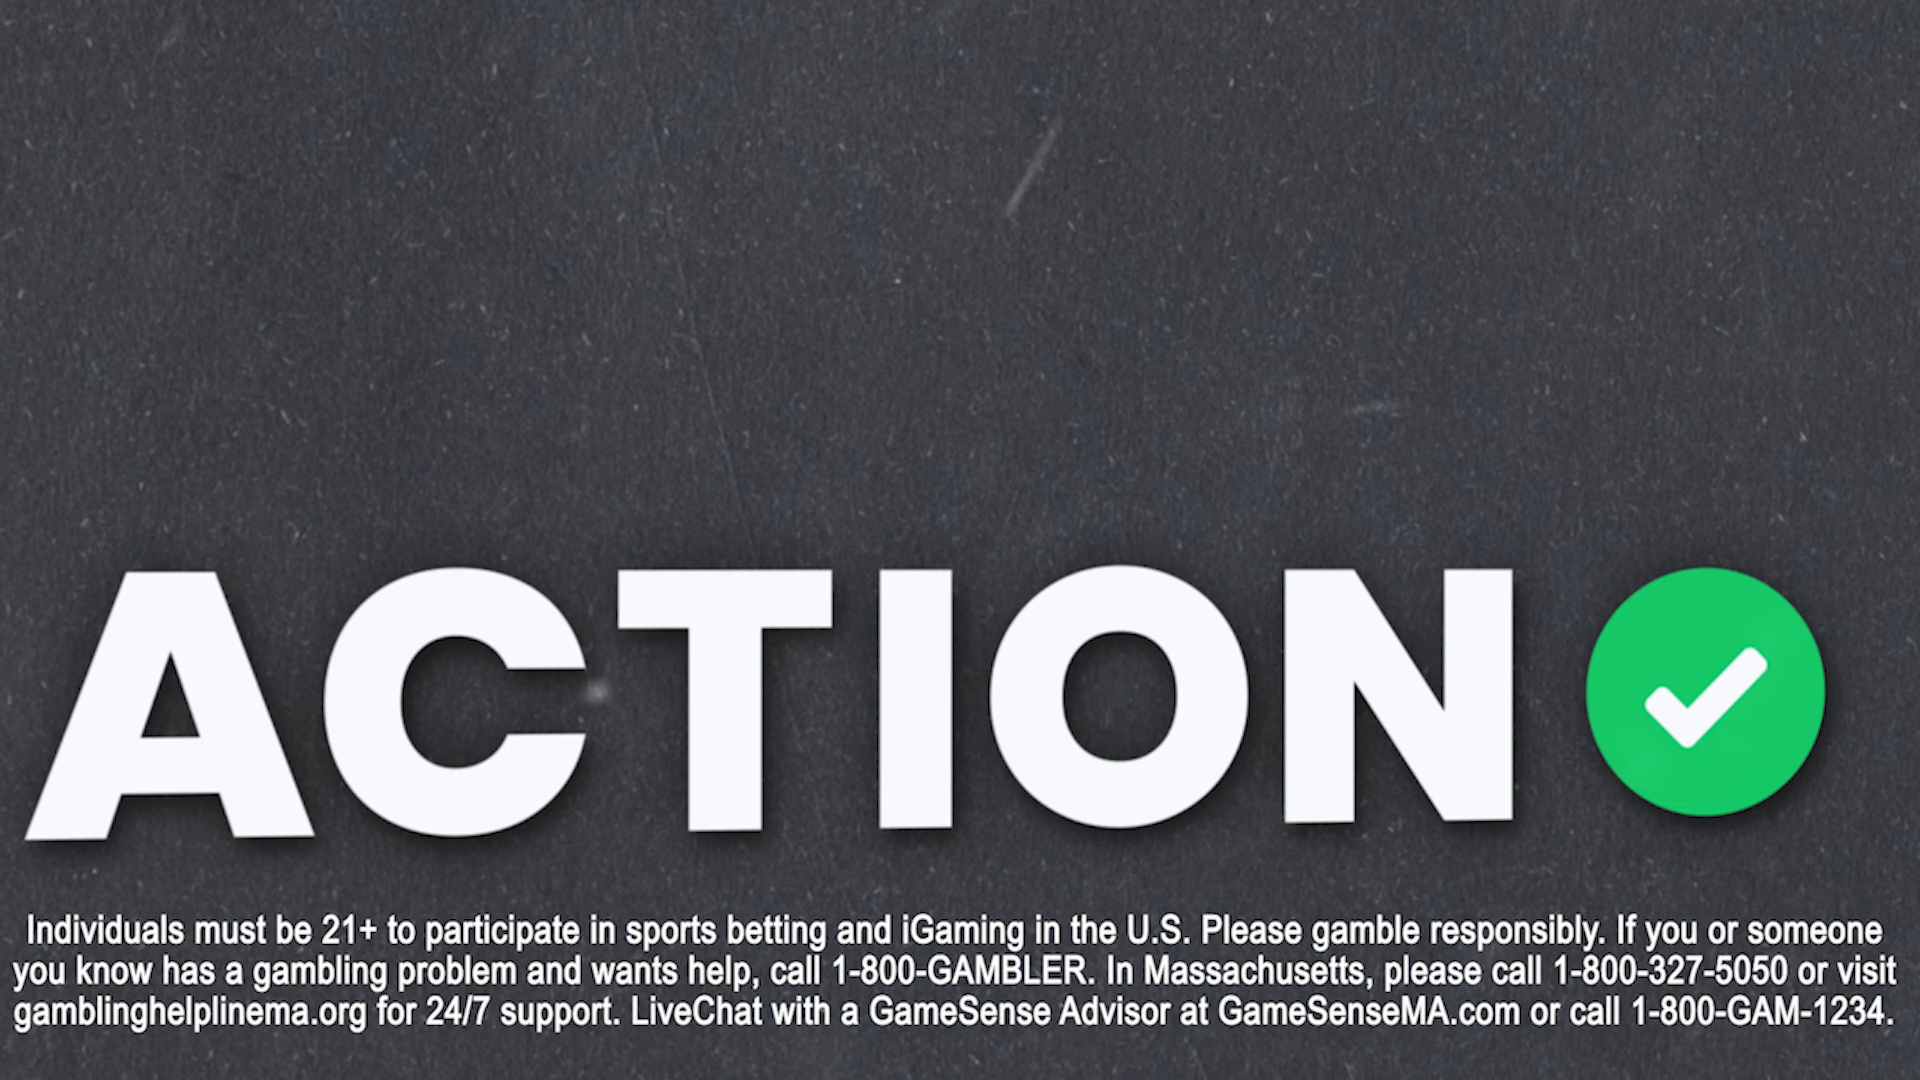 ACTION
Individuals must be 21+ to participate in sports betting and iGaming in the U.S. Please gamble responsibly. If you or someone
you know has a gambling problem and wants help, call 1-800-GAMBLER. In Massachusetts, please call 1-800-327-5050 or visit
gamblinghelplinema.org for 24/7 support. LiveChat with a GameSense Advisor at GameSenseMA.com or call 1-800-GAM-1234.